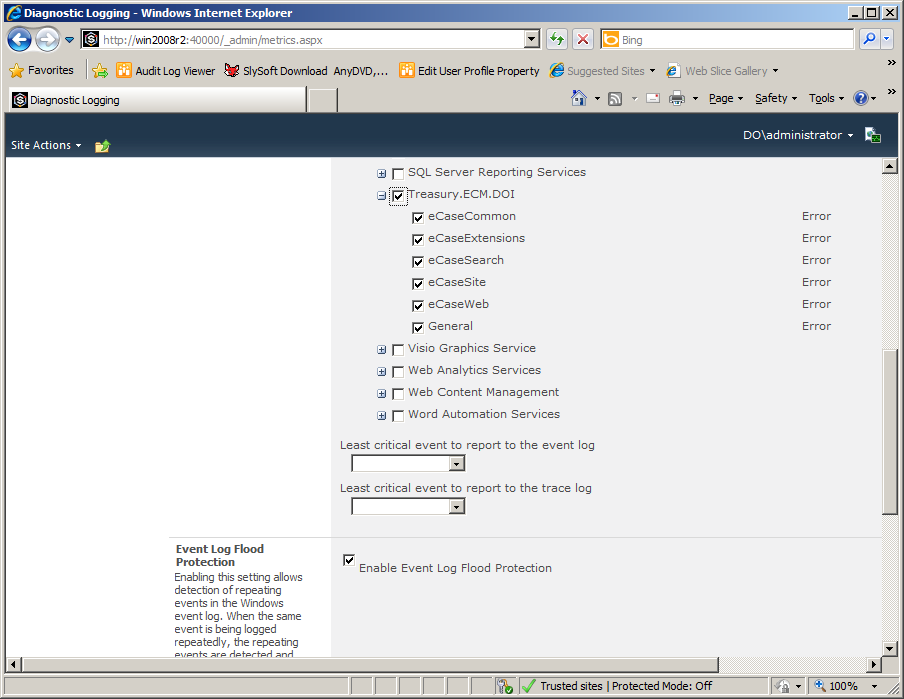 Diagnostic Logging - Windows Internet Explorer
http://win2008r2:40000/_admin/metrics.aspx
Bing
Favorites
Audit Log Viewer
SlySoft Download AnyDVD,...
Edit User Profile Property
Suggested Sites
Web Slice Gallery
Diagnostic Logging
Page
Safety
Tools
DO\administrator
Site Actions
SQL Server Reporting Services
Treasury.ECM.DOI
eCaseCommon Error
eCaseExtensions Error
eCaseSearch Error
eCaseSite Error
eCaseWeb Error
General Error
Visio Graphics Service
Web Analytics Services
Web Content Management
Word Automation Services
Least critical event to report to the event log
Least critical event to report to the trace log
Event Log Flood
Protection
Enabling this setting allows
detection of repeating
events in the Windows
event log. When the same
event is being logged
repeatedly, the repeating
events are detected and
Enable Event Log Flood Protection
Trusted sites | Protected Mode: Off
100%